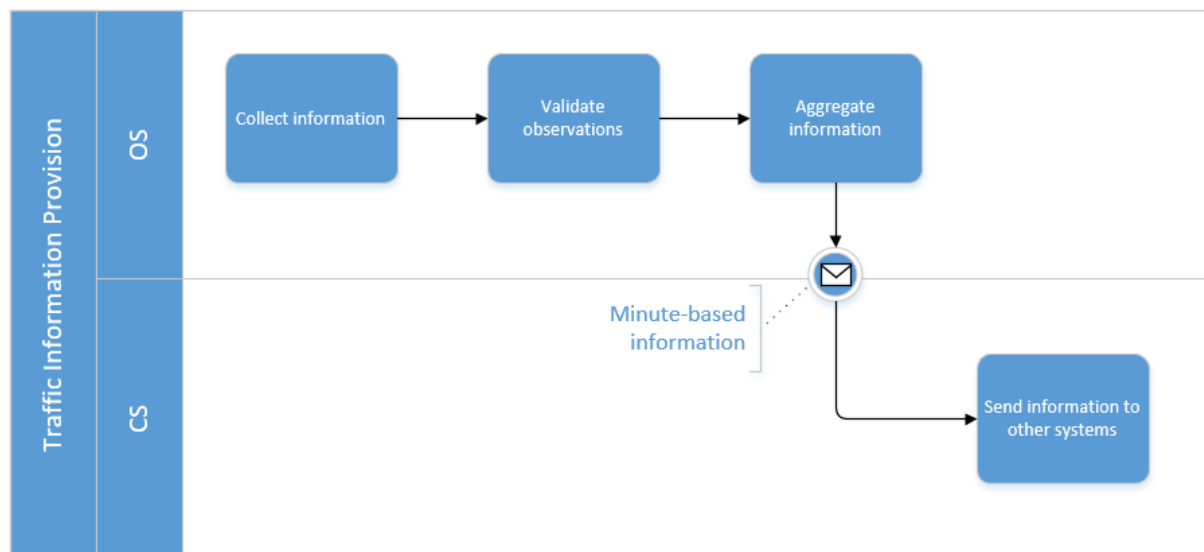 Traffic Information Provision
OS
Collect information
Validate
observations
Aggregate
information
CS
Minute-based
information
Send information to
other systems